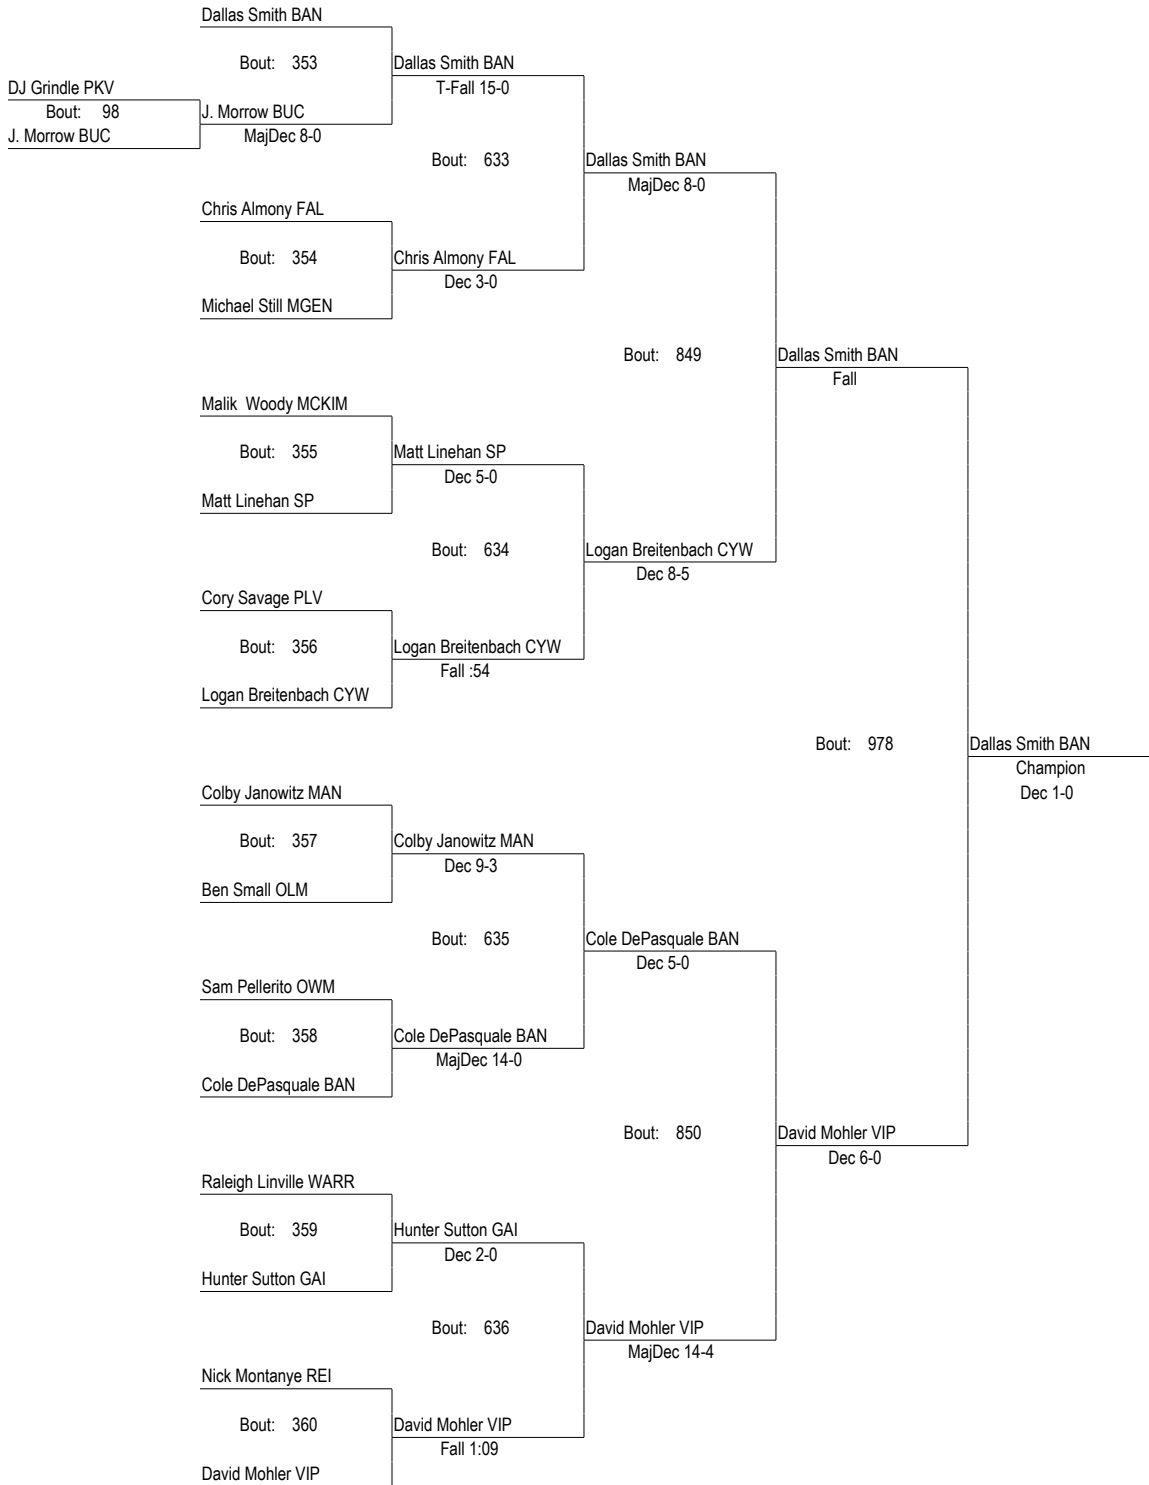 Dallas Smith BAN
Bout: 353
Dallas Smith BAN
T-Fall 15-0
DJ Grindle PKV
Bout: 98
J. Morrow BUC
J. Morrow BUC
MajDec 8-0
Bout: 633
Dallas Smith BAN
MajDec 8-0
Chris Almony FAL
Bout: 354
Chris Almony FAL
Dec 3-0
Michael Still MGEN
Bout: 849
Dallas Smith BAN
Fall
Malik  Woody MCKIM
Bout: 355
Matt Linehan SP
Dec 5-0
Matt Linehan SP
Bout: 634
Logan Breitenbach CYW
Dec 8-5
Cory Savage PLV
Bout: 356
Logan Breitenbach CYW
Fall :54
Logan Breitenbach CYW
Bout: 978
Dallas Smith BAN
Champion
Dec 1-0
Colby Janowitz MAN
Bout: 357
Colby Janowitz MAN
Dec 9-3
Ben Small OLM
Bout: 635
Cole DePasquale BAN
Dec 5-0
Sam Pellerito OWM
Bout: 358
Cole DePasquale BAN
MajDec 14-0
Cole DePasquale BAN
Bout: 850
David Mohler VIP
Dec 6-0
Raleigh Linville WARR
Bout: 359
Hunter Sutton GAI
Dec 2-0
Hunter Sutton GAI
Bout: 636
David Mohler VIP
MajDec 14-4
Nick Montanye REI
Bout: 360
David Mohler VIP
Fall 1:09
David Mohler VIP